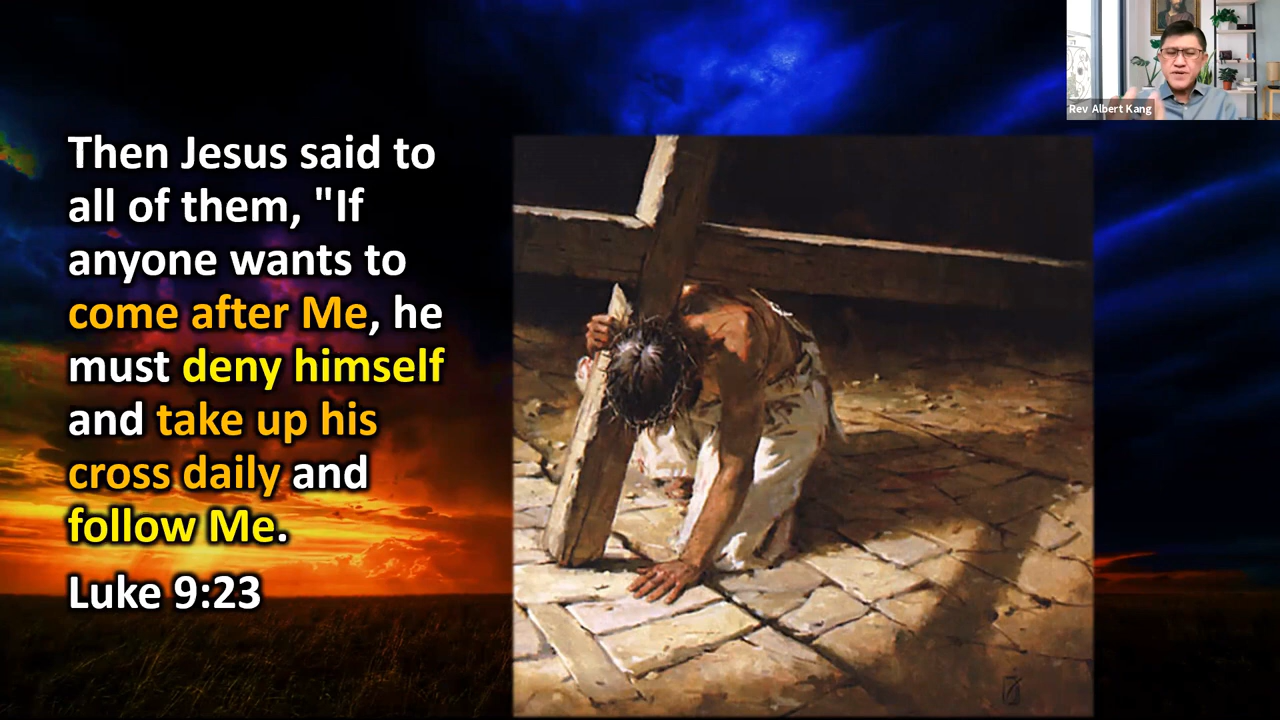 Rev Albert Kang
Then Jesus said to
all of them, "If
anyone wants to
come after Me, he
must deny himself
and take up his
cross daily and
follow Me.
Luke 9:23